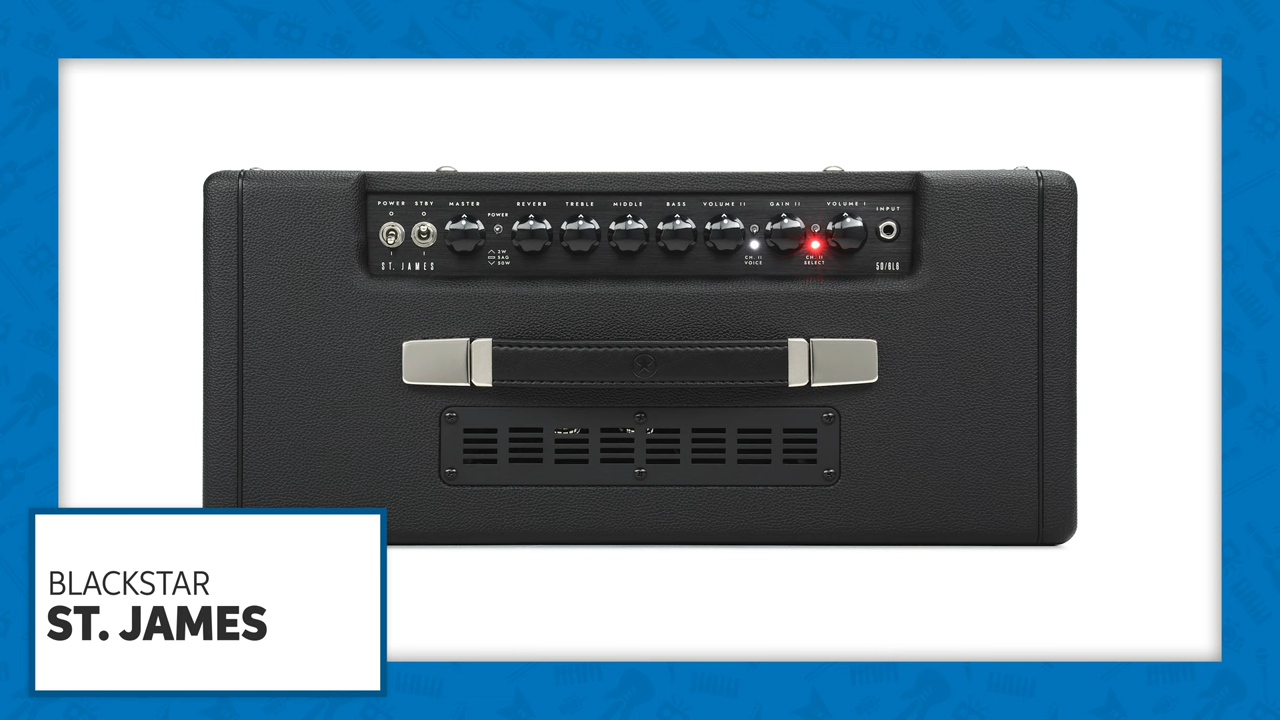 POWER STBY MASTER POWER REVERB TREBLE MIDDLE BASS VOLUME II GAIN II VOLUME I INPUT
2W
SAG
50W
CH. II
VOICE
CH. II
SELECT
ST. JAMES
50/6L6
BLACKSTAR
ST. JAMES